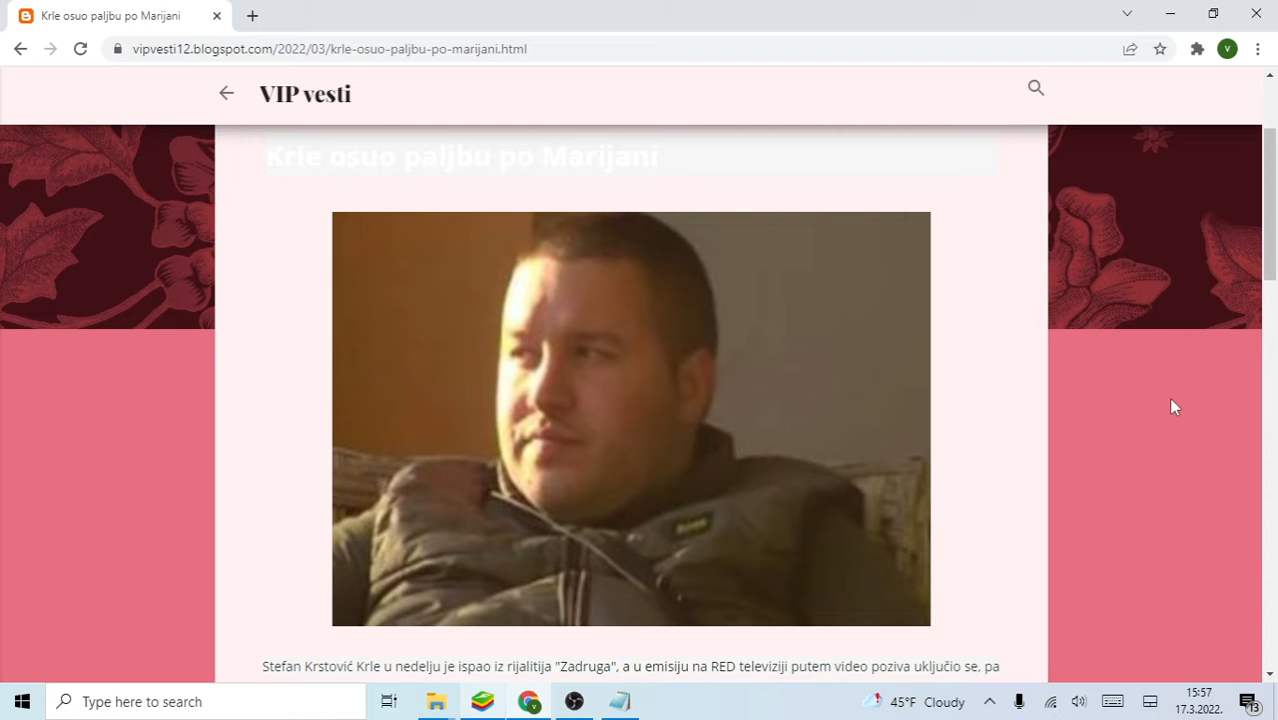 Krle osuo paljbu po Marijani
vipvesti12.blogspot.com/2022/03/krle-osuo-paljbu-po-marijani.html
V
VIP vesti
Krle osuo paljbu po Marijani
Stefan Krstović Krle u nedelju je ispao iz rijalitija "Zadruga", a u emisiju na RED televiziji putem video poziva uključio se, pa
Type here to search
V
45°F Cloudy
15:57
17.3.2022.
13